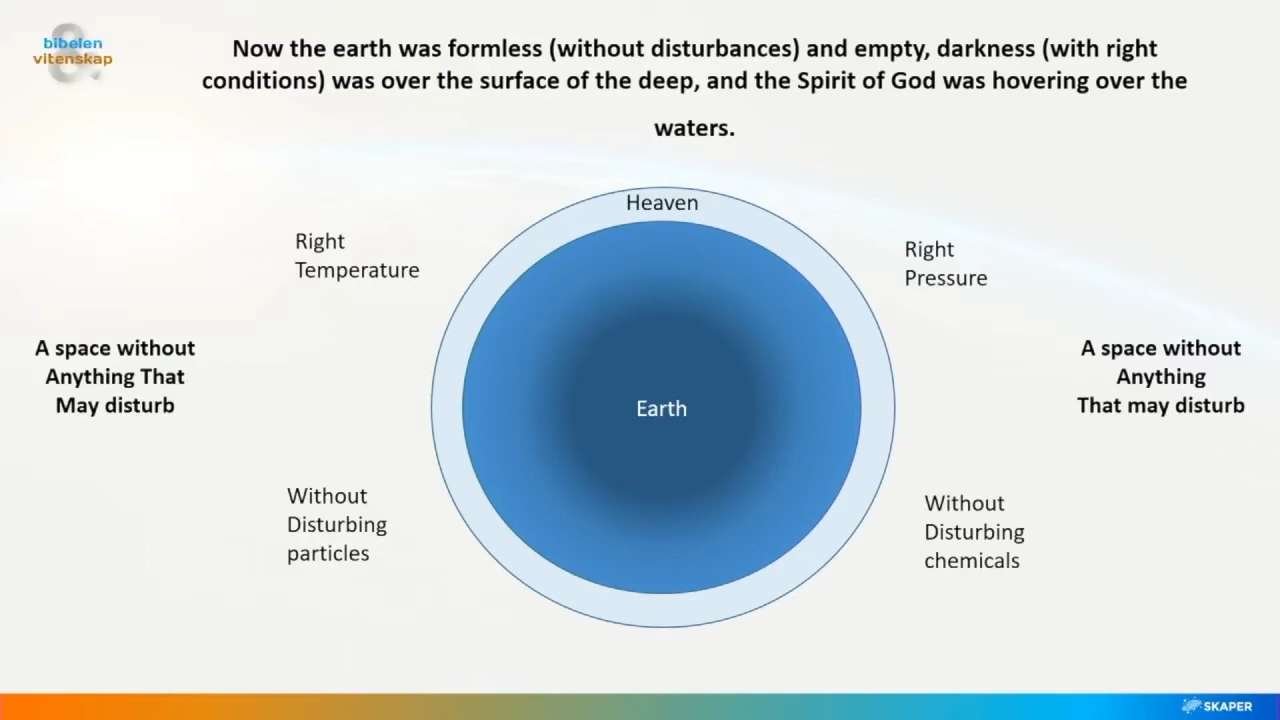 bibelen
&
vitenskap
Now the earth was formless (without disturbances) and empty, darkness (with right
conditions) was over the surface of the deep, and the Spirit of God was hovering over the
waters.
Heaven
Right
Temperature
Right
Pressure
A space without
Anything That
May disturb
Earth
A space without
Anything
That may disturb
Without
Disturbing
particles
Without
Disturbing
chemicals
SKAPER